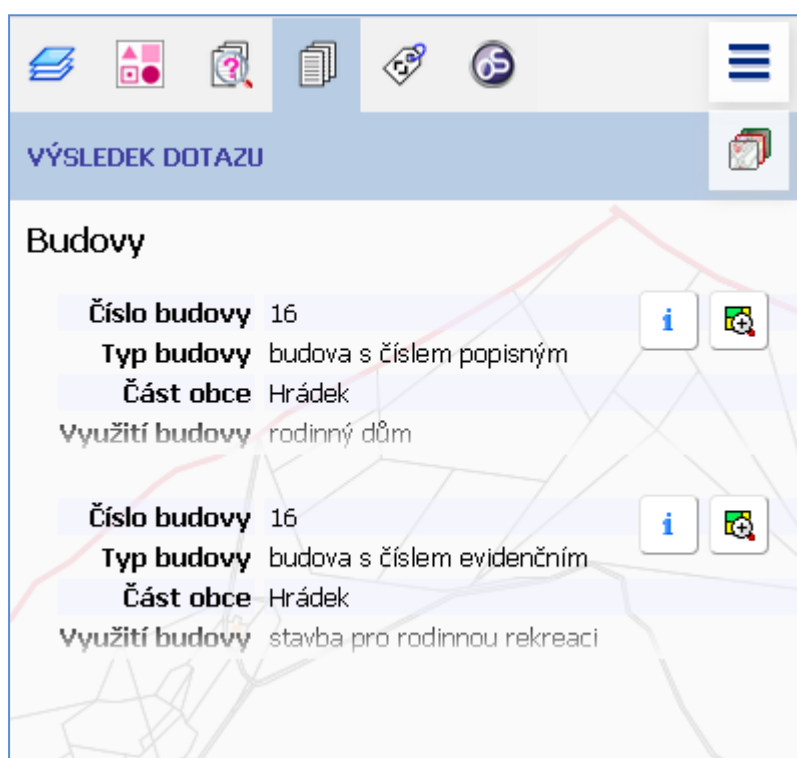 VÝSLEDEK DOTAZU
Budovy
Číslo budovy 16
Typ budovy budova s číslem popisným
Část obce Hrádek
Využití budovy rodinný dům
Číslo budovy 16
Typ budovy budova s číslem evidenčním
Část obce Hrádek
Využití budovy stavba pro rodinnou rekreaci